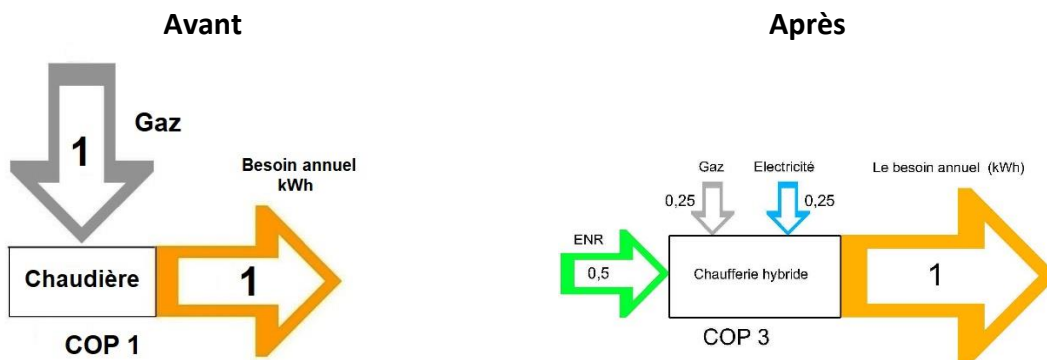 Avant
Gaz
1
Besoin annuel
kWh
Chaudière
1
COP 1
Après
Gaz
Electricité
Le besoin annuel (kWh)
0,25
0,25
ENR
0,5
Chaufferie hybride
1
COP 3